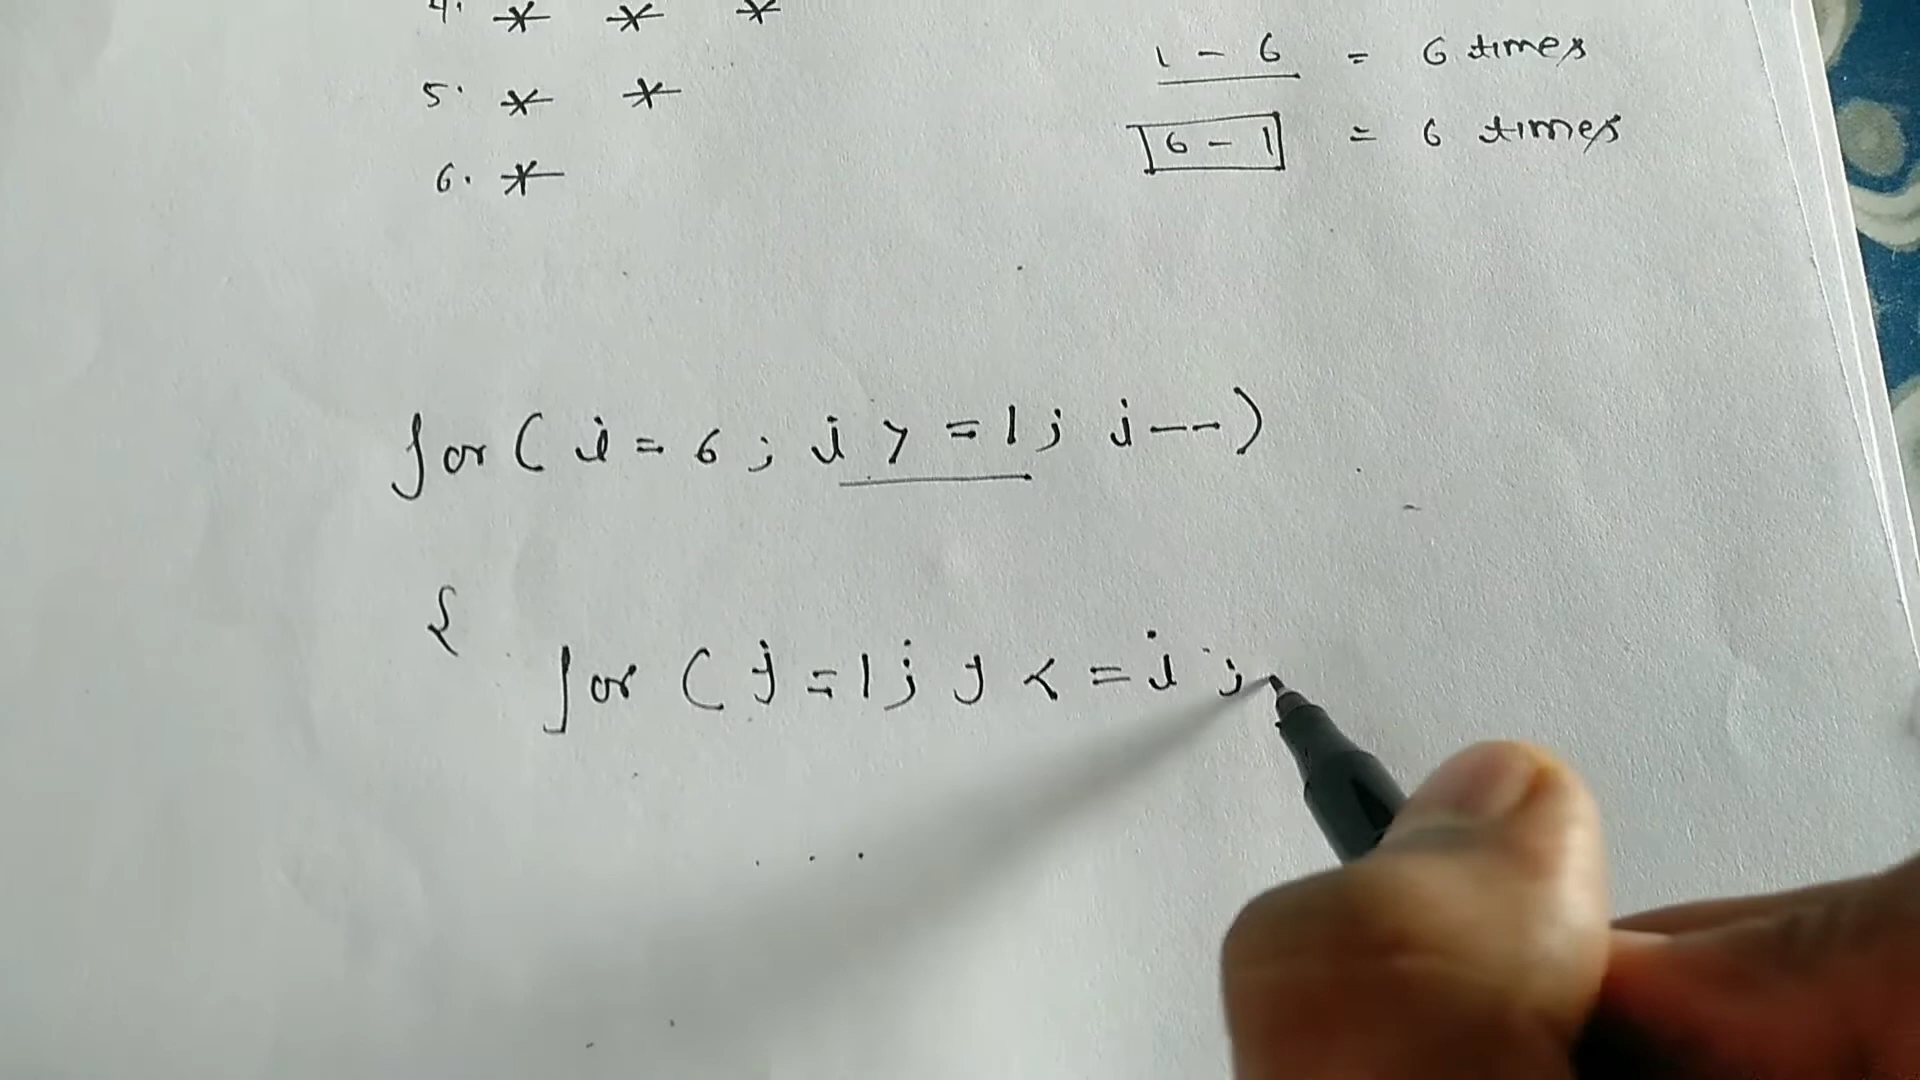 4. * * *
5. * *
6. *
1 - 6 = 6 times
6 - 1 = 6 times
for ( i = 6 ; i > = 1 ; i -- )
{
for ( j = 1 ; j < = i ;